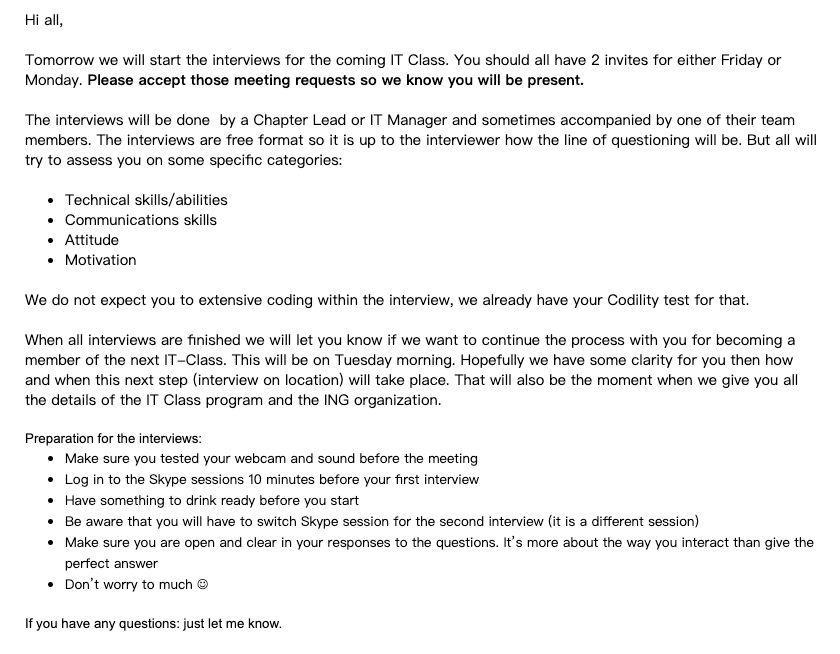 Hi all,
Tomorrow we will start the interviews for the coming IT Class. You should all have 2 invites for either Friday or
Monday. Please accept those meeting requests so we know you will be present.
The interviews will be done  by a Chapter Lead or IT Manager and sometimes accompanied by one of their team
members. The interviews are free format so it is up to the interviewer how the line of questioning will be. But all will
try to assess you on some specific categories:
• Technical skills/abilities
• Communications skills
• Attitude
• Motivation
We do not expect you to extensive coding within the interview, we already have your Codility test for that.
When all interviews are finished we will let you know if we want to continue the process with you for becoming a
member of the next IT–Class. This will be on Tuesday morning. Hopefully we have some clarity for you then how
and when this next step (interview on location) will take place. That will also be the moment when we give you all
the details of the IT Class program and the ING organization.
Preparation for the interviews:
• Make sure you tested your webcam and sound before the meeting
• Log in to the Skype sessions 10 minutes before your first interview
• Have something to drink ready before you start
• Be aware that you will have to switch Skype session for the second interview (it is a different session)
• Make sure you are open and clear in your responses to the questions. It's more about the way you interact than give the
perfect answer
• Don't worry to much ☺
If you have any questions: just let me know.